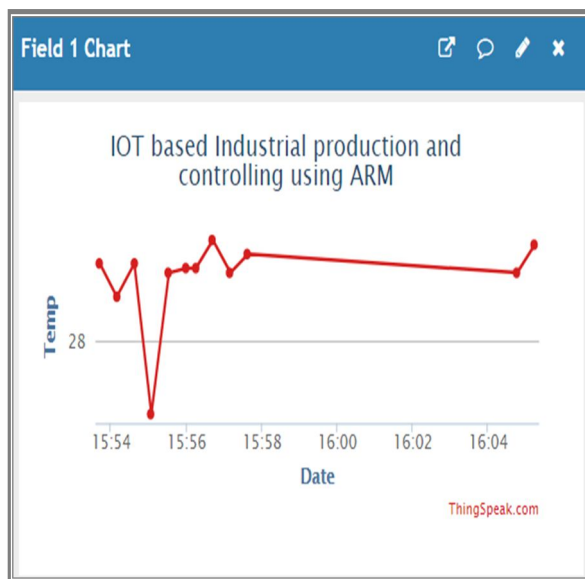 Field 1 Chart
IOT based Industrial production and
controlling using ARM
Temp
28
15:54 15:56 15:58 16:00 16:02 16:04
Date
ThingSpeak.com